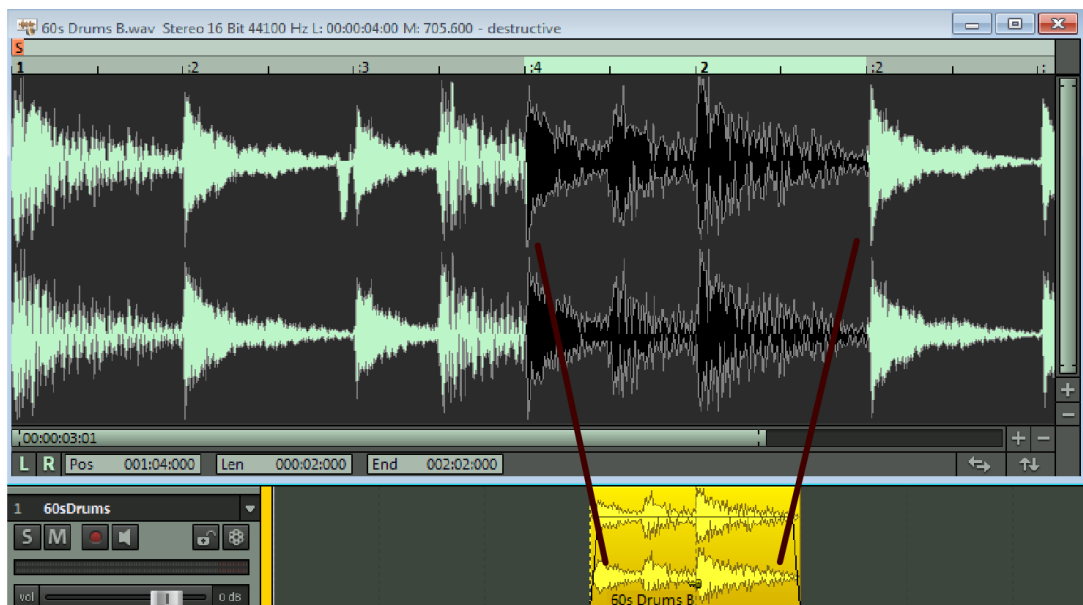 60s Drums B.wav Stereo 16 Bit 44100 Hz L: 00:00:04:00 M: 705.600 - destructive
S
1 :2 :3 :4 2 :2 :
00:00:03:01
L R Pos 001:04:000 Len 000:02:000 End 002:02:000
1 60sDrums
S M
vol 0 dB
60s Drums B